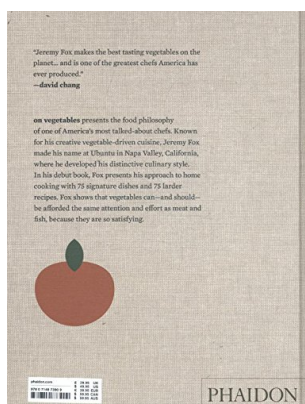 "Jeremy Fox makes the best tasting vegetables on the
planet... and is one of the greatest chefs America has
ever produced."
—david chang
on vegetables presents the food philosophy
of one of America's most talked-about chefs. Known
for his creative vegetable-driven cuisine, Jeremy Fox
made his name at Ubuntu in Napa Valley, California,
where he developed his distinctive culinary style.
In his debut book, Fox presents his approach to home
cooking with 75 signature dishes and 75 larder
recipes. Fox shows that vegetables can—and should—
be afforded the same attention and effort as meat and
fish, because they are so satisfying.
phaidon.com
PHAIDON